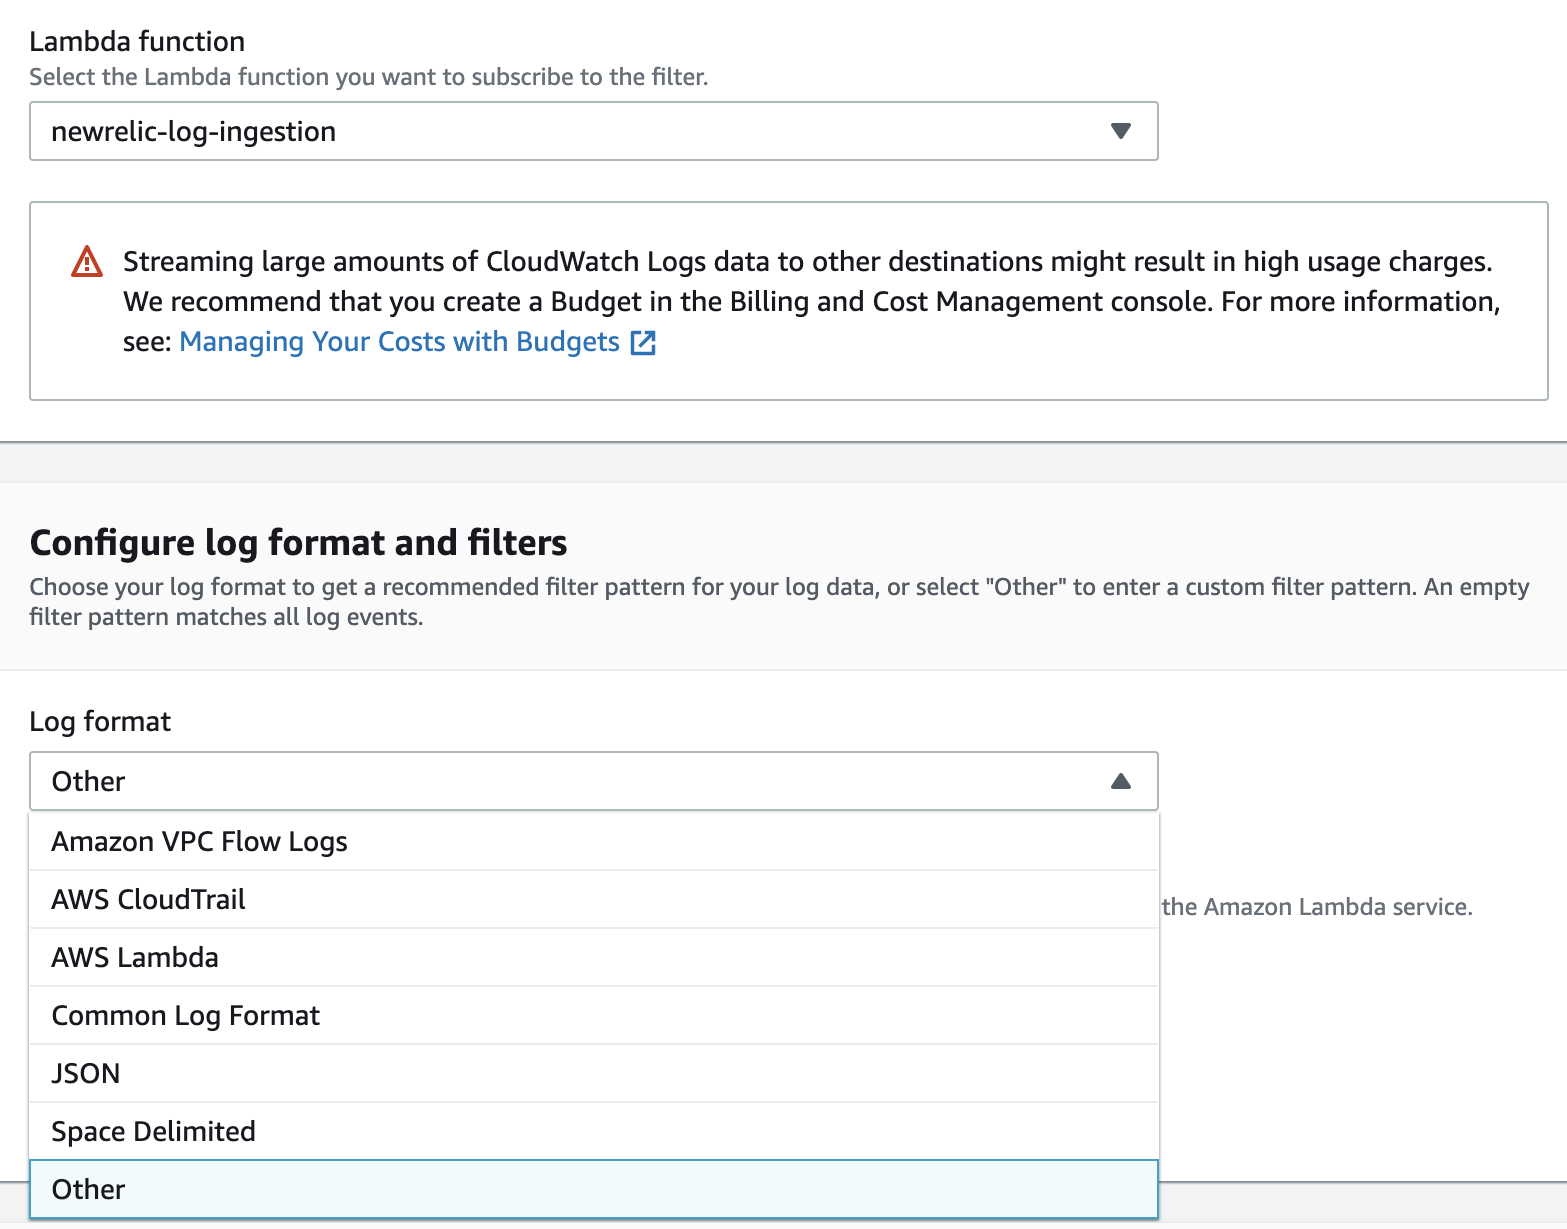 Lambda function
Select the Lambda function you want to subscribe to the filter.
newrelic-log-ingestion
Streaming large amounts of CloudWatch Logs data to other destinations might result in high usage charges.
We recommend that you create a Budget in the Billing and Cost Management console. For more information,
see: Managing Your Costs with Budgets
Configure log format and filters
Choose your log format to get a recommended filter pattern for your log data, or select "Other" to enter a custom filter pattern. An empty
filter pattern matches all log events.
Log format
Other
Amazon VPC Flow Logs
AWS CloudTrail
the Amazon Lambda service.
AWS Lambda
Common Log Format
JSON
Space Delimited
Other